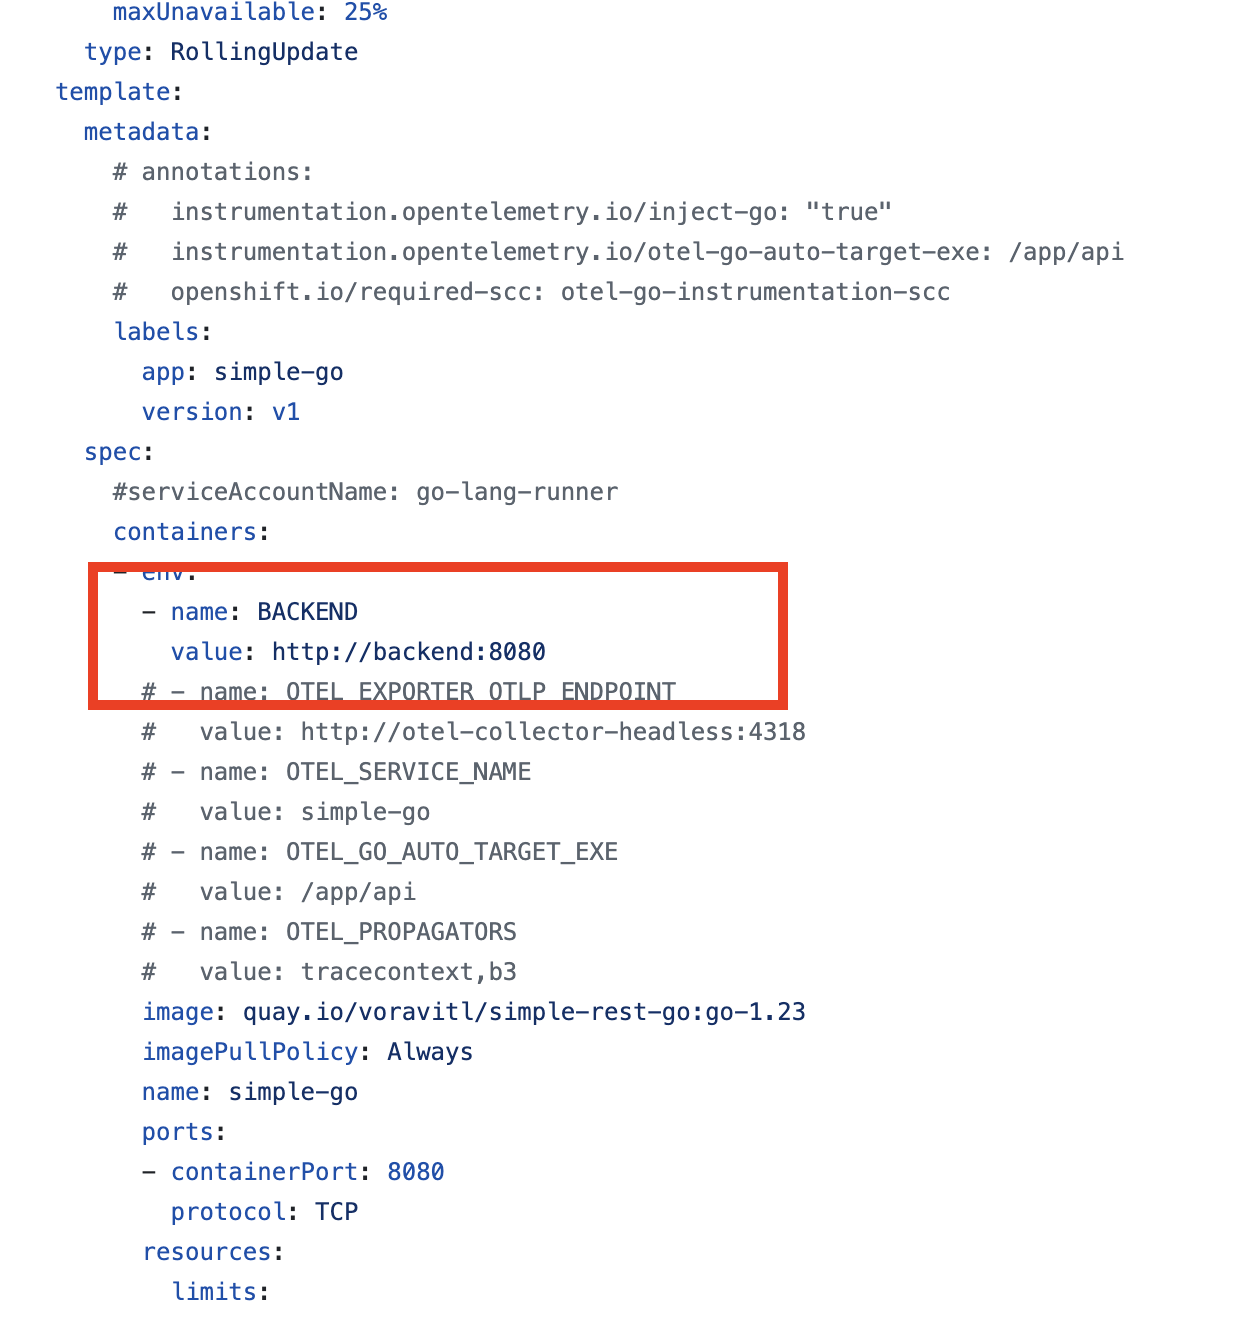 maxUnavailable: 25%
    type: RollingUpdate
  template:
    metadata:
      # annotations:
      #   instrumentation.opentelemetry.io/inject-go: "true"
      #   instrumentation.opentelemetry.io/otel-go-auto-target-exe: /app/api
      #   openshift.io/required-scc: otel-go-instrumentation-scc
      labels:
        app: simple-go
        version: v1
    spec:
      #serviceAccountName: go-lang-runner
      containers:
      - env:
        - name: BACKEND
          value: http://backend:8080
        # - name: OTEL_EXPORTER_OTLP_ENDPOINT
        #   value: http://otel-collector-headless:4318
        # - name: OTEL_SERVICE_NAME
        #   value: simple-go
        # - name: OTEL_GO_AUTO_TARGET_EXE
        #   value: /app/api
        # - name: OTEL_PROPAGATORS
        #   value: tracecontext,b3
        image: quay.io/voravitl/simple-rest-go:go-1.23
        imagePullPolicy: Always
        name: simple-go
        ports:
        - containerPort: 8080
          protocol: TCP
        resources:
          limits: